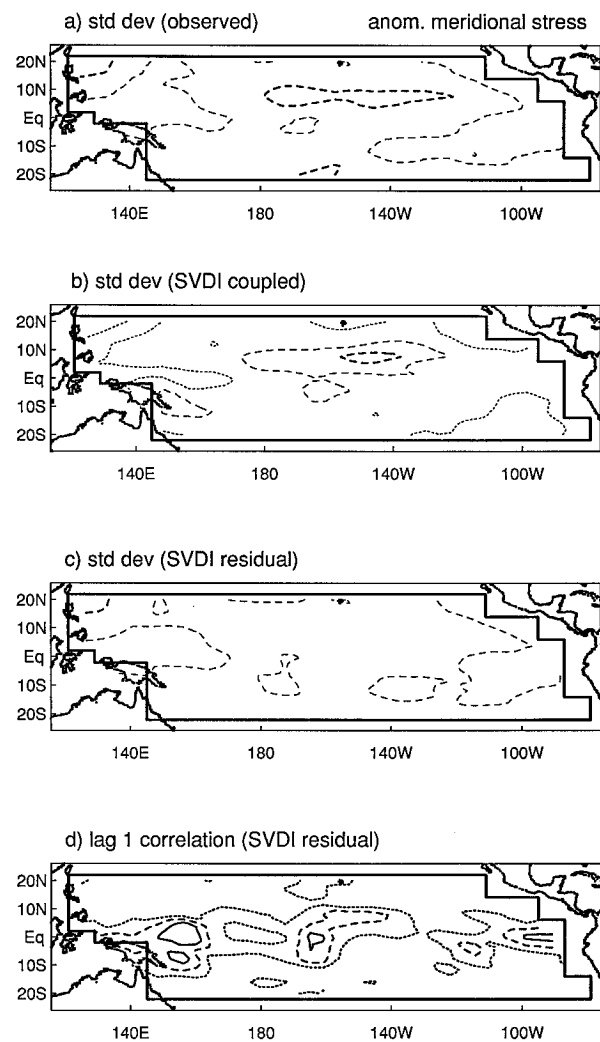 a) std dev (observed) anom. meridional stress
20N
10N
Eq
10S
20S
140E 180 140W 100W
b) std dev (SVDI coupled)
20N
10N
Eq
10S
20S
140E 180 140W 100W
c) std dev (SVDI residual)
20N
10N
Eq
10S
20S
140E 180 140W 100W
d) lag 1 correlation (SVDI residual)
20N
10N
Eq
10S
20S
140E 180 140W 100W